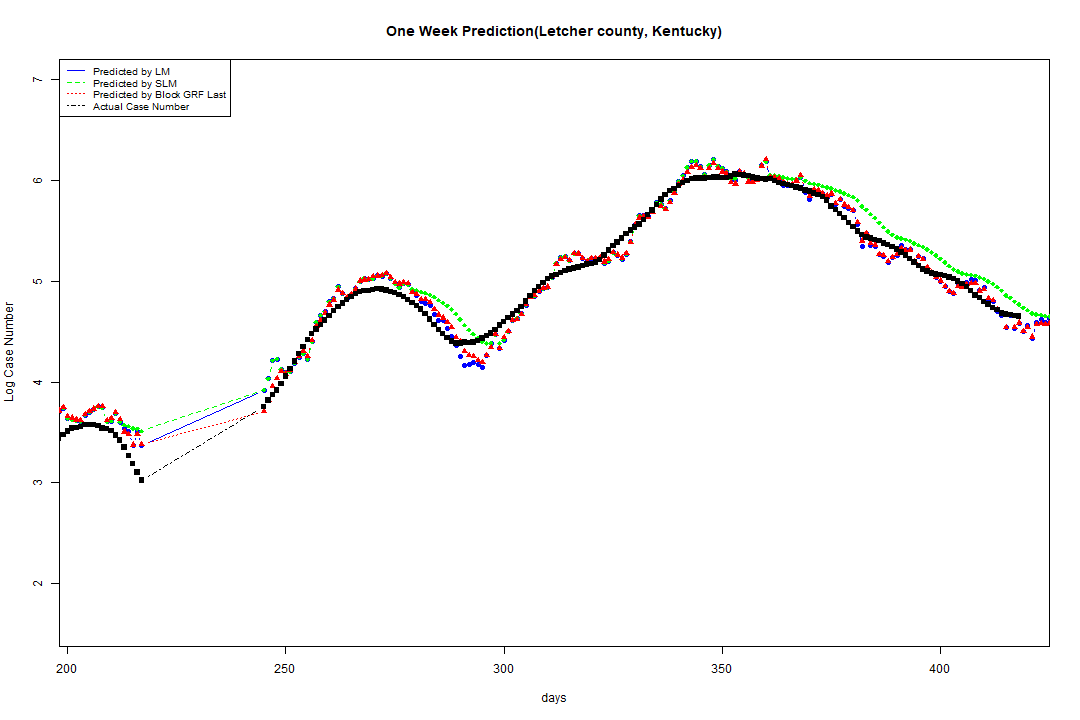 One Week Prediction(Letcher county, Kentucky)
Predicted by LM
Predicted by SLM
Predicted by Block GRF Last
Actual Case Number
Log Case Number
7
6
5
4
3
2
200 250 300 350 400
days